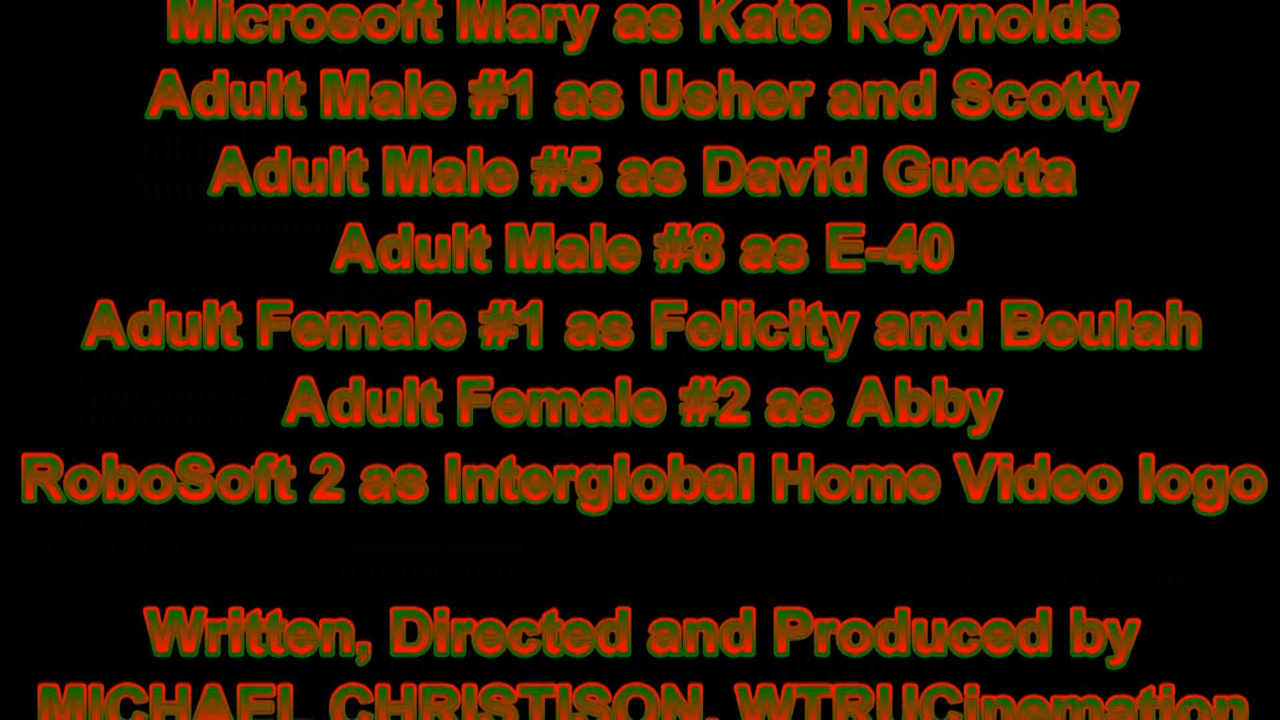 Microsoft Mary as Kate Reynolds
Adult Male #1 as Usher and Scotty
Adult Male #5 as David Guetta
Adult Male #8 as E-40
Adult Female #1 as Felicity and Beulah
Adult Female #2 as Abby
RoboSoft 2 as Interglobal Home Video logo
Written, Directed and Produced by
MICHAEL CHRISTISON, WTRUCinemation